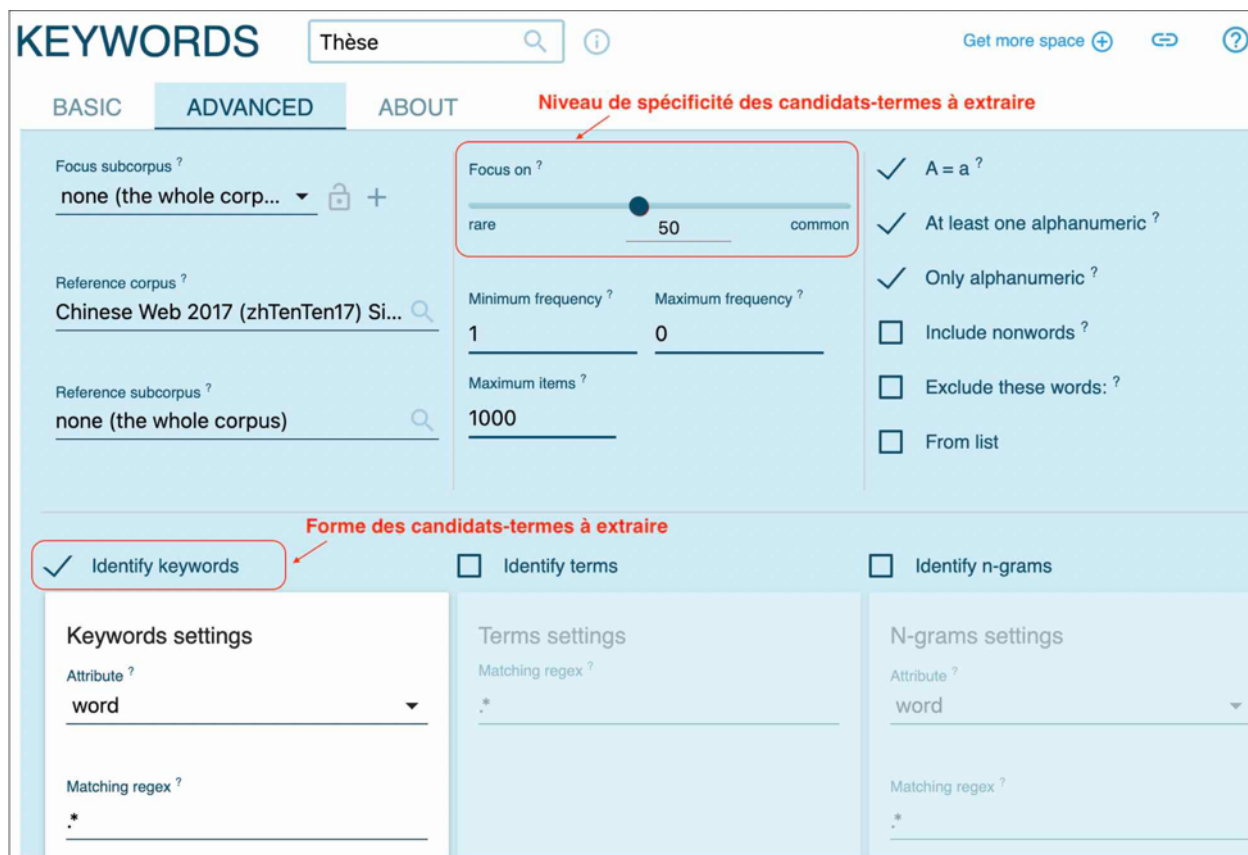 KEYWORDS
Thèse
Get more space
BASIC
ADVANCED
ABOUT
Niveau de spécificité des candidats-termes à extraire
Focus subcorpus ?
none (the whole corp...
Reference corpus ?
Chinese Web 2017 (zhTenTen17) Si...
Reference subcorpus ?
none (the whole corpus)
Focus on ?
rare
50
common
Minimum frequency ?
Maximum frequency ?
1
0
Maximum items ?
1000
A = a ?
At least one alphanumeric ?
Only alphanumeric ?
Include nonwords ?
Exclude these words: ?
From list
Forme des candidats-termes à extraire
Identify keywords
Identify terms
Identify n-grams
Keywords settings
Attribute ?
word
Matching regex ?
.*
Terms settings
Matching regex ?
.*
N-grams settings
Attribute ?
word
Matching regex ?
.*